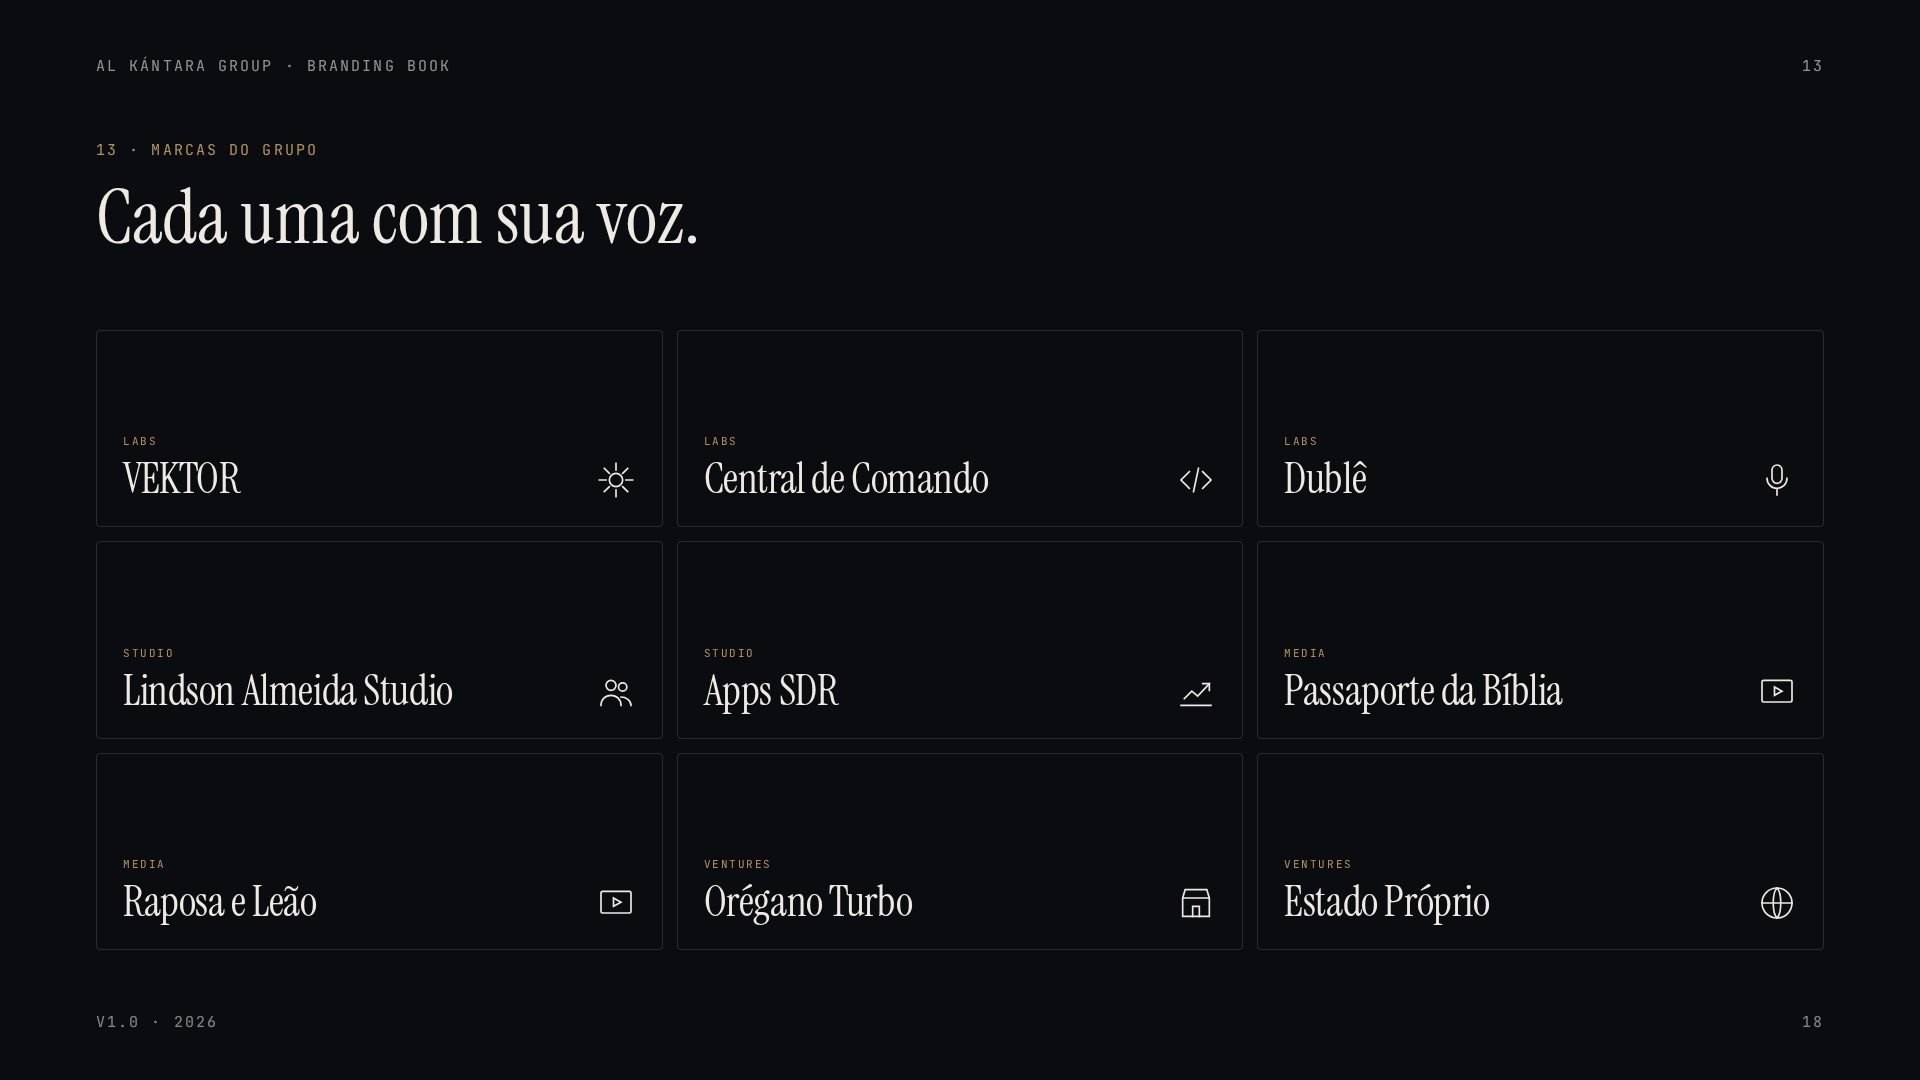 AL KÁNTARA GROUP · BRANDING BOOK
13
13 · MARCAS DO GRUPO
Cada uma com sua voz.
LABS
VEKTOR
LABS
Central de Comando
LABS
Dublê
STUDIO
Lindson Almeida Studio
STUDIO
Apps SDR
MEDIA
Passaporte da Bíblia
MEDIA
Raposa e Leão
VENTURES
Orégano Turbo
VENTURES
Estado Próprio
V1.0 · 2026
18